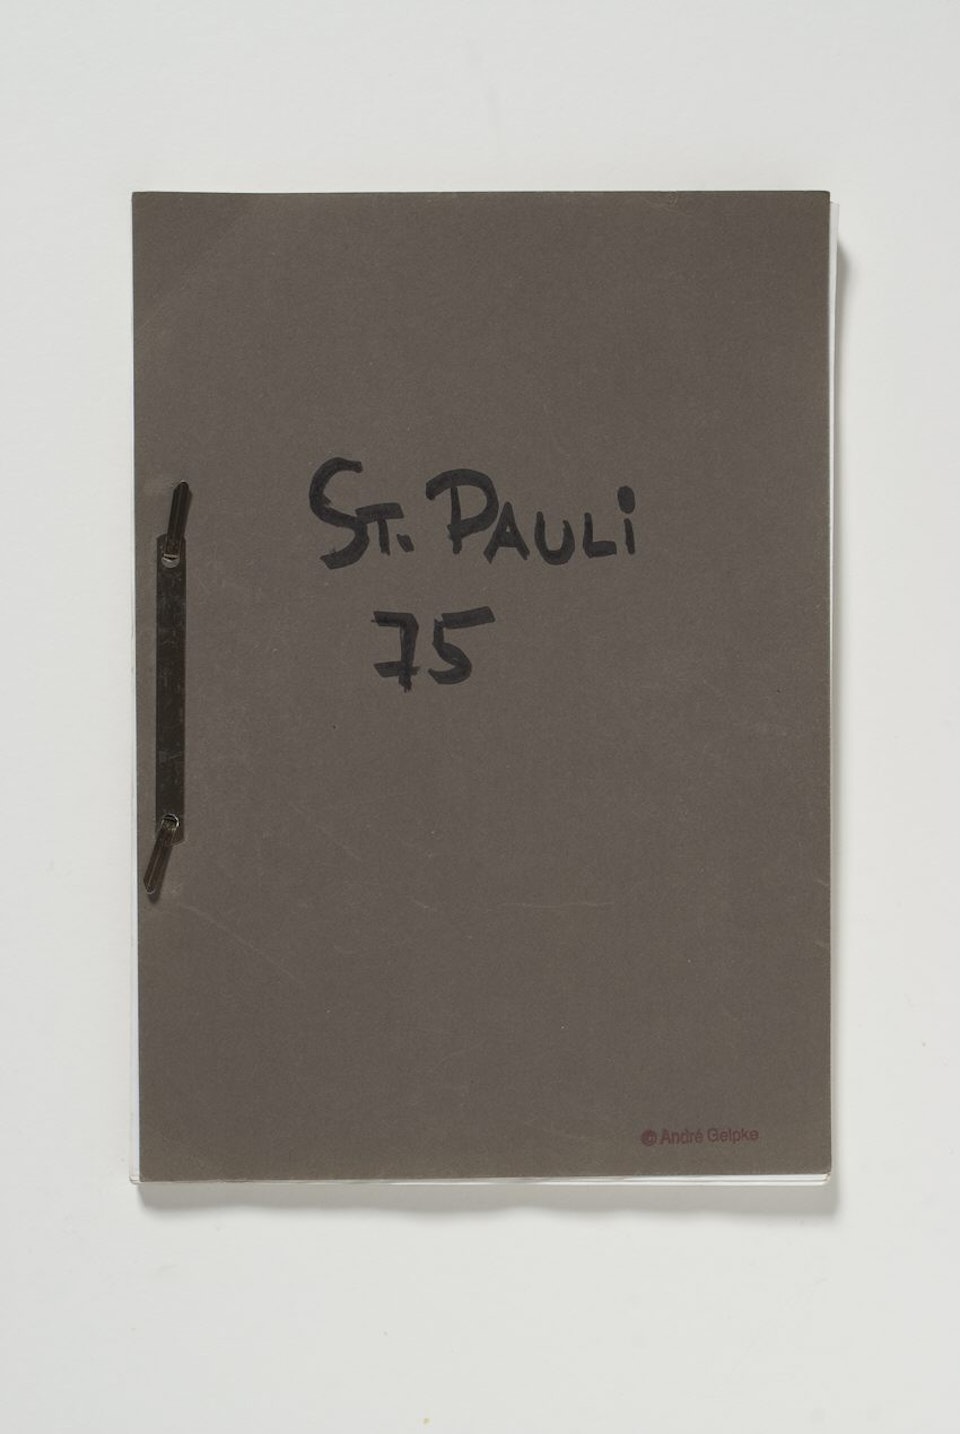 ST. PAULi
75
© André Gelpke